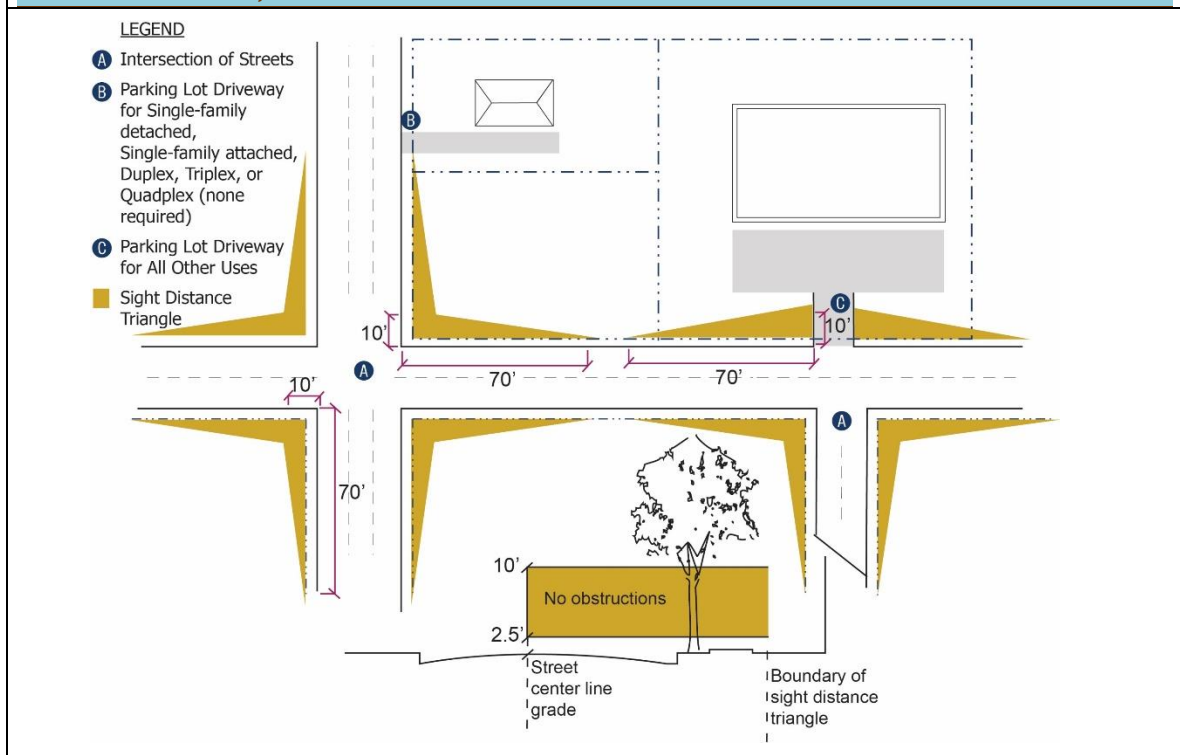 LEGEND
A Intersection of Streets
B Parking Lot Driveway
for Single-family
detached,
Single-family attached,
Duplex, Triplex, or
Quadplex (none
required)
C Parking Lot Driveway
for All Other Uses
Sight Distance
Triangle
B
C
10’
10’
A
70’
70’
10’
A
70’
10’
No obstructions
2.5’
Street
center line
grade
Boundary of
sight distance
triangle